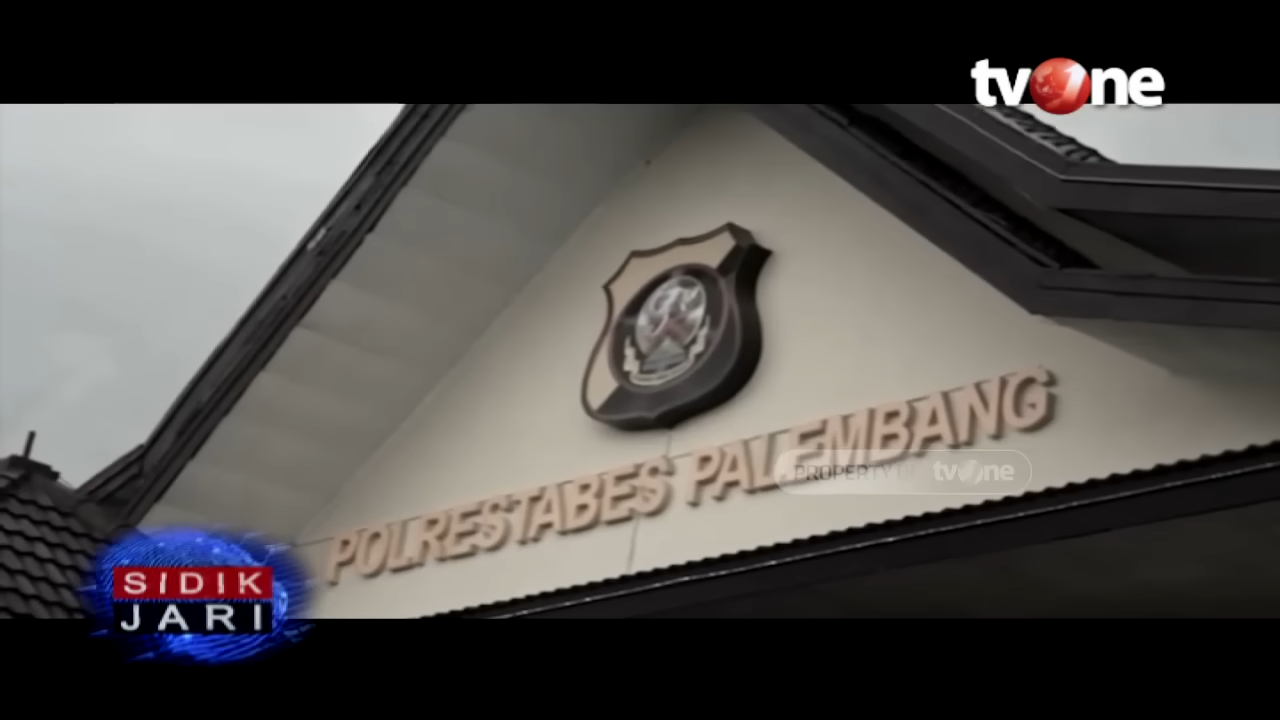 tvOne
POLRESTABES PALEMBANG
PROPERTY OF tvOne
SIDIK
JARI